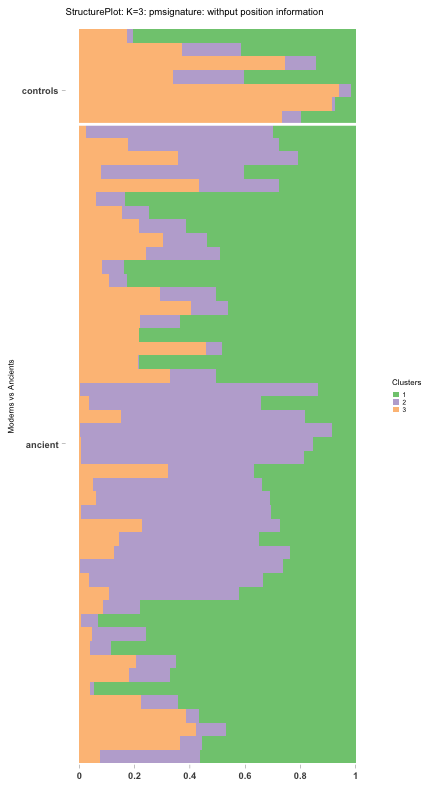 StructurePlot: K=3: pmsignature: withput position information
controls
Moderns vs Ancients
ancient
Clusters
1
2
3
0 0.2 0.4 0.6 0.8 1